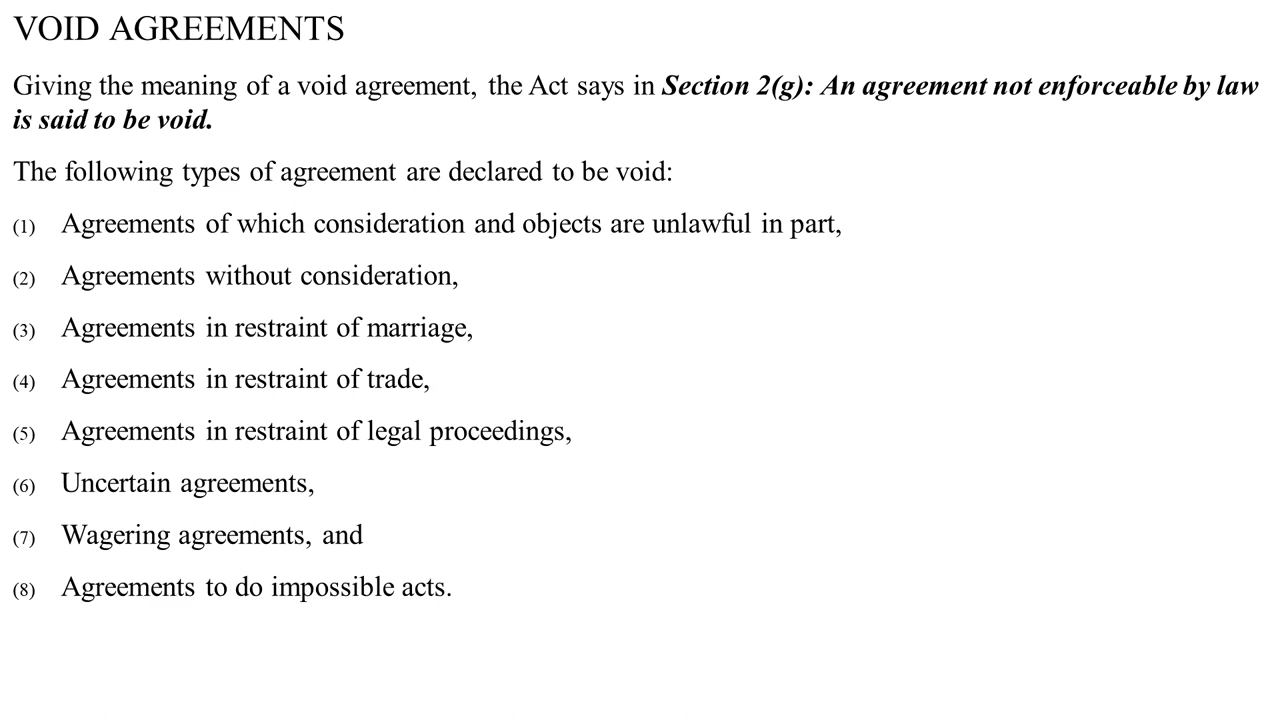 VOID AGREEMENTS
Giving the meaning of a void agreement, the Act says in Section 2(g): An agreement not enforceable by law
is said to be void.
The following types of agreement are declared to be void:
(1) Agreements of which consideration and objects are unlawful in part,
(2) Agreements without consideration,
(3) Agreements in restraint of marriage,
(4) Agreements in restraint of trade,
(5) Agreements in restraint of legal proceedings,
(6) Uncertain agreements,
(7) Wagering agreements, and
(8) Agreements to do impossible acts.